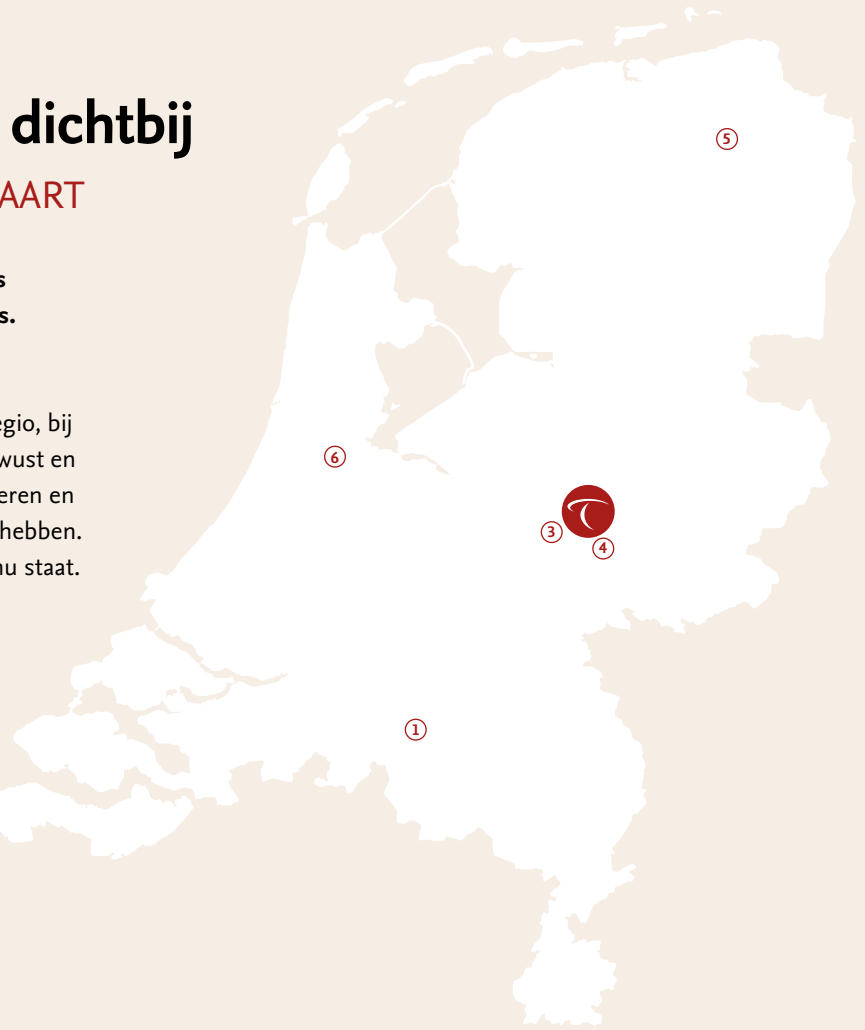 dichtbij
AART
s
s.
egio, bij
wust en
eren en
hebben.
nu staat.
5
6
3
4
1